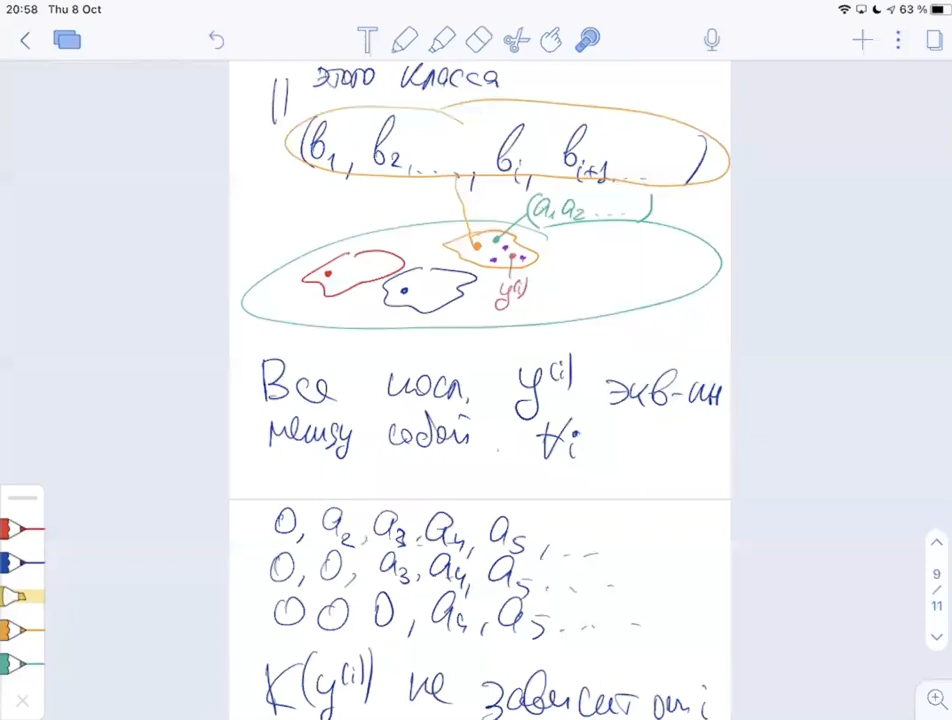 20:58 Thu 8 Oct 63 %
этого класса
(b₁, b₂, ..., bᵢ, bᵢ₊₁ ... )
(a₁ a₂ ... )
y⁽ⁱ⁾
Все посл. y⁽ⁱ⁾ экв-ны
между собой. ∀i
0, a₂, a₃, a₄, a₅, ...
0, 0, a₃, a₄, a₅ ...
0 0 0, a₄, a₅ ...
K(y⁽ⁱ⁾) не зависит от i
9
/
11